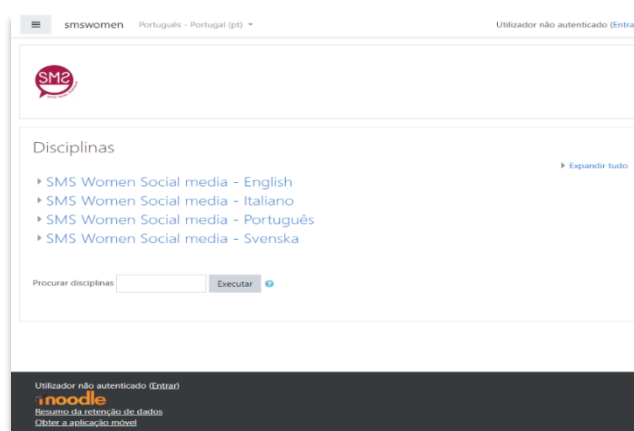 smswomen Português - Portugal (pt) Utilizador não autenticado (Entra
SMS
Disciplinas
Expandir tudo
SMS Women Social media - English
SMS Women Social media - Italiano
SMS Women Social media - Português
SMS Women Social media - Svenska
Procurar disciplinas Executar
Utilizador não autenticado (Entrar)
moodle
Resumo da retenção de dados
Obter a aplicação móvel